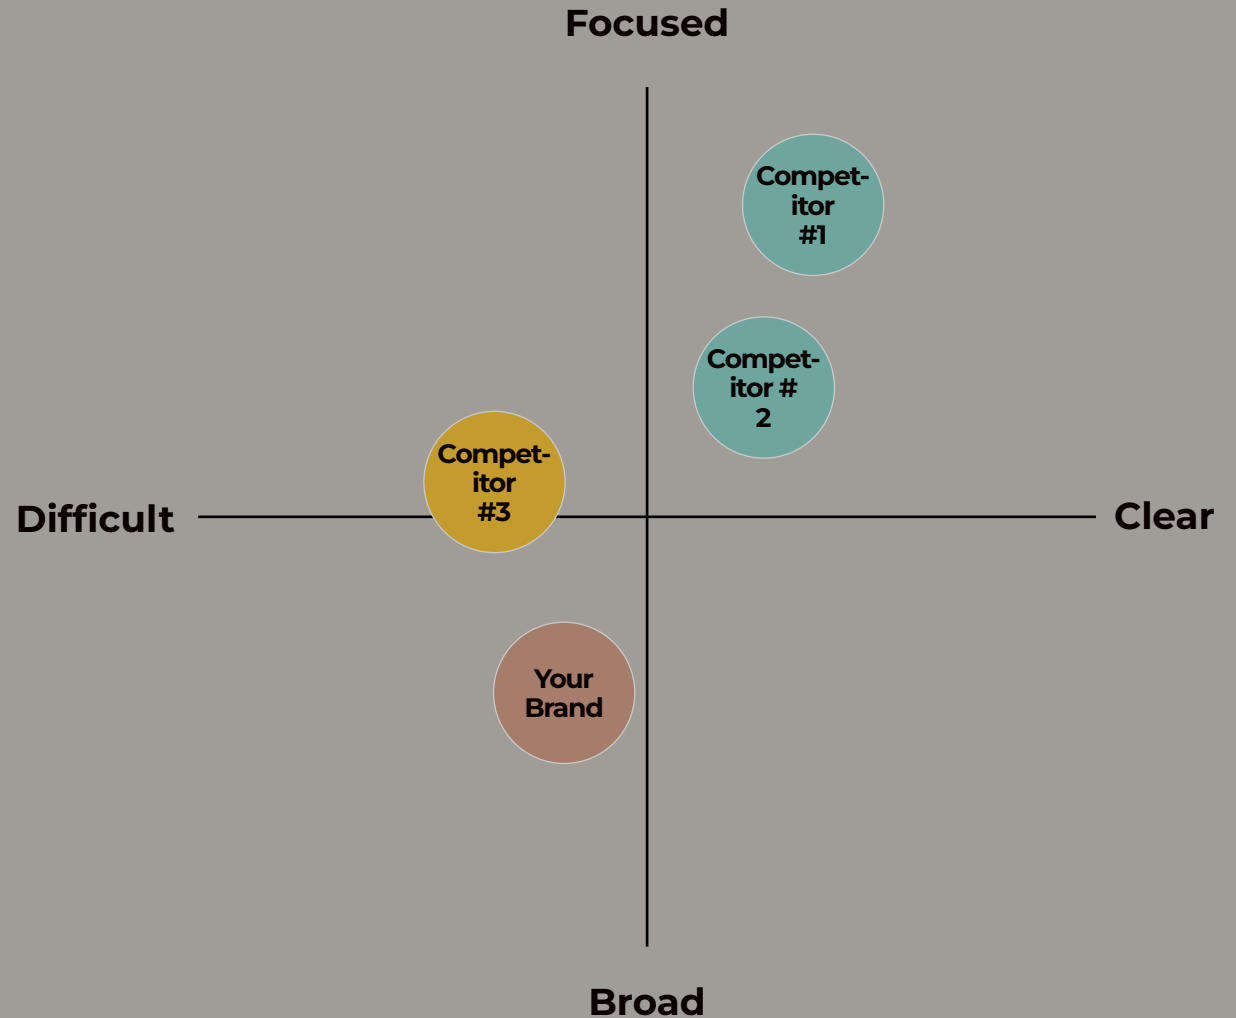 Focused
Compet-
itor
#1
Compet-
itor #
2
Compet-
itor
#3
Difficult
Clear
Your
Brand
Broad